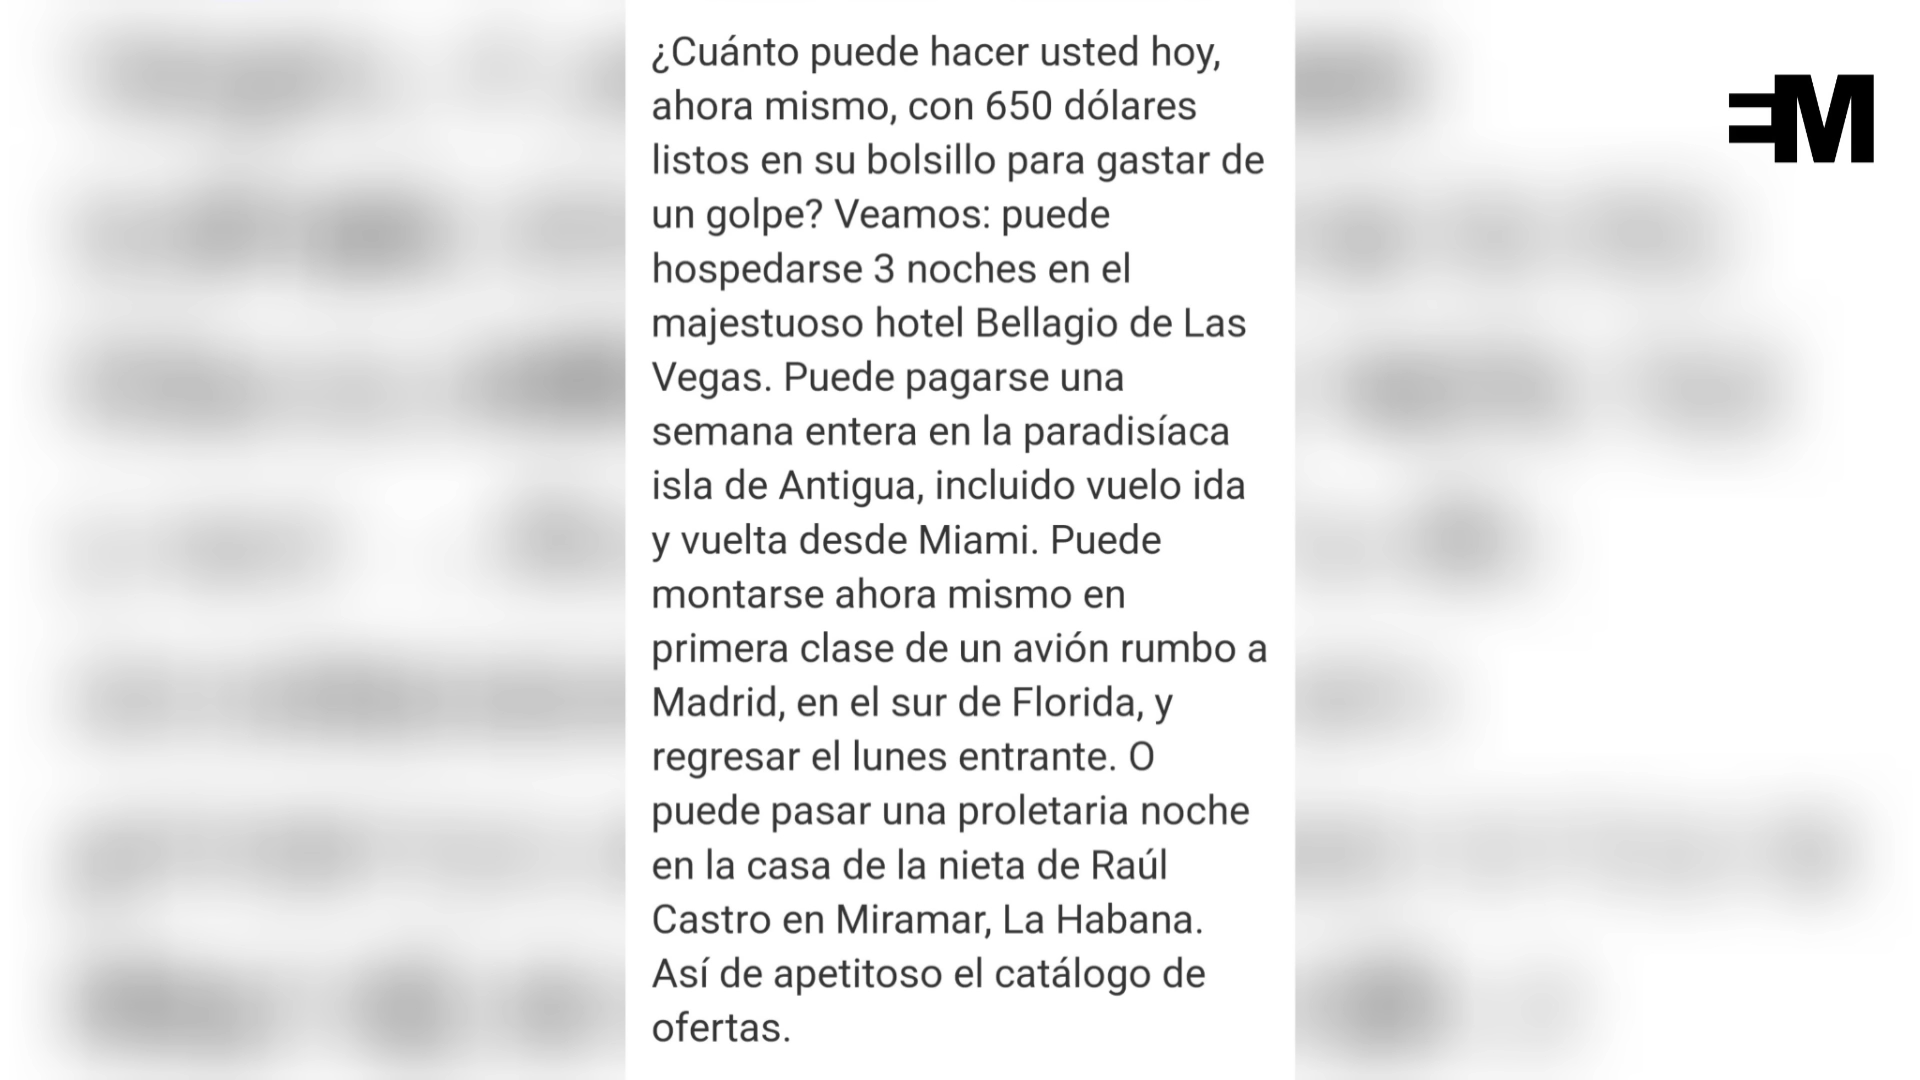 ¿Cuánto puede hacer usted hoy,
ahora mismo, con 650 dólares
listos en su bolsillo para gastar de
un golpe? Veamos: puede
hospedarse 3 noches en el
majestuoso hotel Bellagio de Las
Vegas. Puede pagarse una
semana entera en la paradisíaca
isla de Antigua, incluido vuelo ida
y vuelta desde Miami. Puede
montarse ahora mismo en
primera clase de un avión rumbo a
Madrid, en el sur de Florida, y
regresar el lunes entrante. O
puede pasar una proletaria noche
en la casa de la nieta de Raúl
Castro en Miramar, La Habana.
Así de apetitoso el catálogo de
ofertas.
M